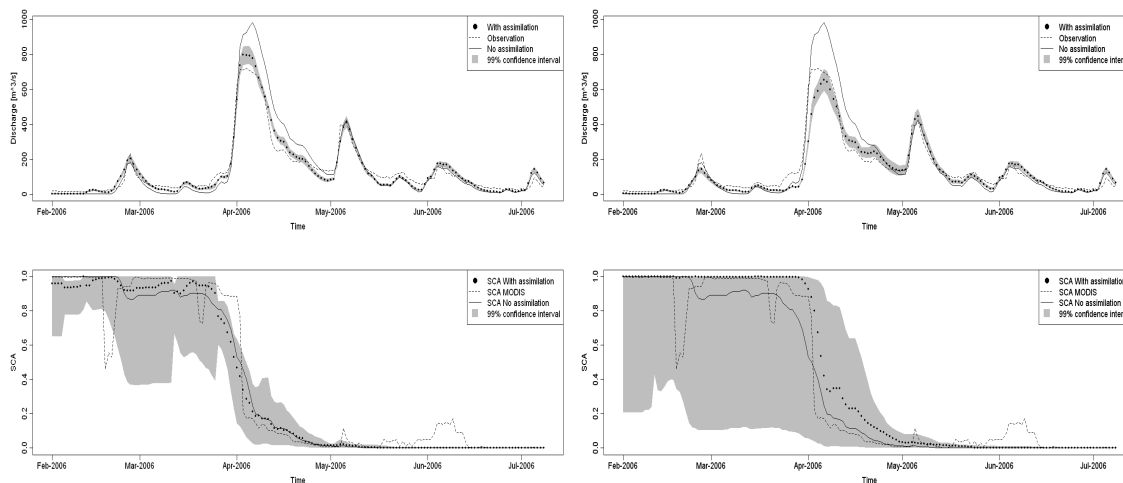 With assimilation
Observation
No assimilation
99% confidence interval
Discharge [m^3/s]
1000
800
600
400
200
0
Feb-2006 Mar-2006 Apr-2006 May-2006 Jun-2006 Jul-2006
Time
With assimilation
Observation
No assimilation
99% confidence inter
Discharge [m^3/s]
1000
800
600
400
200
0
Feb-2006 Mar-2006 Apr-2006 May-2006 Jun-2006 Jul-2006
Time
SCA With assimilation
SCA MODIS
SCA No assimilation
99% confidence interval
SCA
1.0
0.8
0.6
0.4
0.2
0.0
Feb-2006 Mar-2006 Apr-2006 May-2006 Jun-2006 Jul-2006
Time
SCA With assimilation
SCA MODIS
SCA No assimilation
99% confidence inter
SCA
1.0
0.8
0.6
0.4
0.2
0.0
Feb-2006 Mar-2006 Apr-2006 May-2006 Jun-2006 Jul-2006
Time